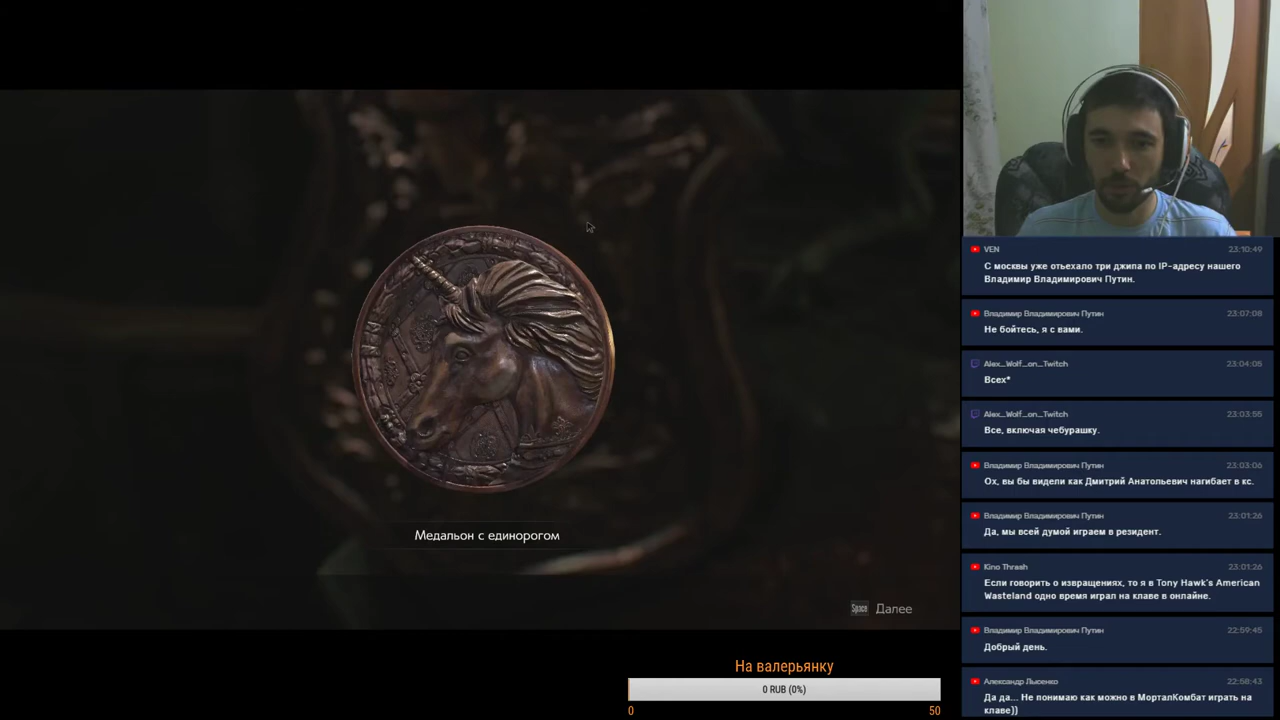 Медальон с единорогом
Space Далее
На валерьянку
0 RUB (0%)
0 50
VEN 23:10:49
С москвы уже отъехало три джипа по IP-адресу нашего
Владимир Владимирович Путин.
Владимир Владимирович Путин 23:07:08
Не бойтесь, я с вами.
Alex_Wolf_on_Twitch 23:04:05
Всех*
Alex_Wolf_on_Twitch 23:03:55
Все, включая чебурашку.
Владимир Владимирович Путин 23:03:06
Ох, вы бы видели как Дмитрий Анатольевич нагибает в кс.
Владимир Владимирович Путин 23:01:26
Да, мы всей думой играем в резидент.
Kino Thrash 23:01:26
Если говорить о извращениях, то я в Tony Hawk's American
Wasteland одно время играл на клаве в онлайне.
Владимир Владимирович Путин 22:59:45
Добрый день.
Александр Лысенко 22:58:43
Да да... Не понимаю как можно в МорталКомбат играть на
клаве))